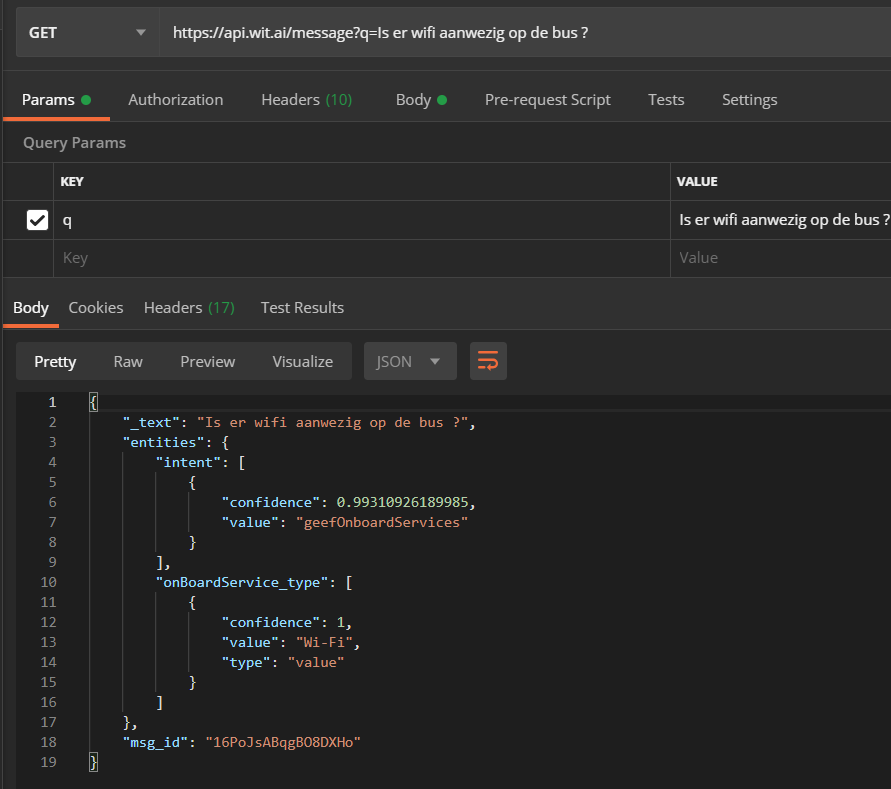 GET https://api.wit.ai/message?q=Is er wifi aanwezig op de bus ?
Params Authorization Headers (10) Body Pre-request Script Tests Settings
Query Params
KEY VALUE
q Is er wifi aanwezig op de bus ?
Key Value
Body Cookies Headers (17) Test Results
Pretty Raw Preview Visualize JSON
1 {
2 "_text": "Is er wifi aanwezig op de bus ?",
3 "entities": {
4 "intent": [
5 {
6 "confidence": 0.99310926189985,
7 "value": "geefOnboardServices"
8 }
9 ],
10 "onBoardService_type": [
11 {
12 "confidence": 1,
13 "value": "Wi-Fi",
14 "type": "value"
15 }
16 ]
17 },
18 "msg_id": "16PoJsABqgBO8DXHo"
19 }